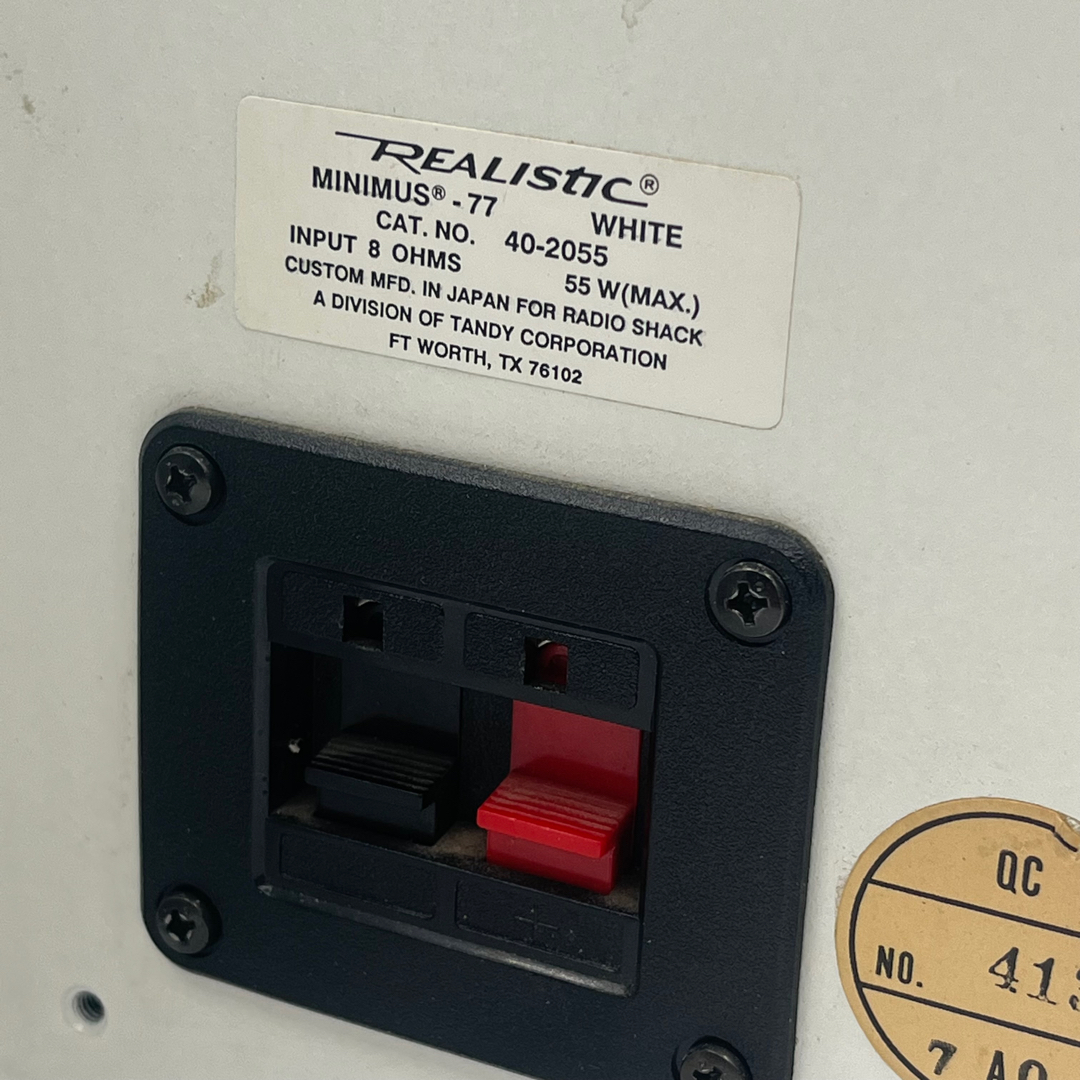 REALISTIC®
MINIMUS® - 77 WHITE
CAT. NO. 40-2055
INPUT 8 OHMS 55 W(MAX.)
CUSTOM MFD. IN JAPAN FOR RADIO SHACK
A DIVISION OF TANDY CORPORATION
FT WORTH, TX 76102
+
QC
NO.
7